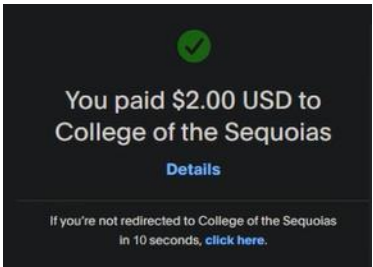 You paid $2.00 USD to
College of the Sequoias
Details
If you're not redirected to College of the Sequoias
in 10 seconds, click here.